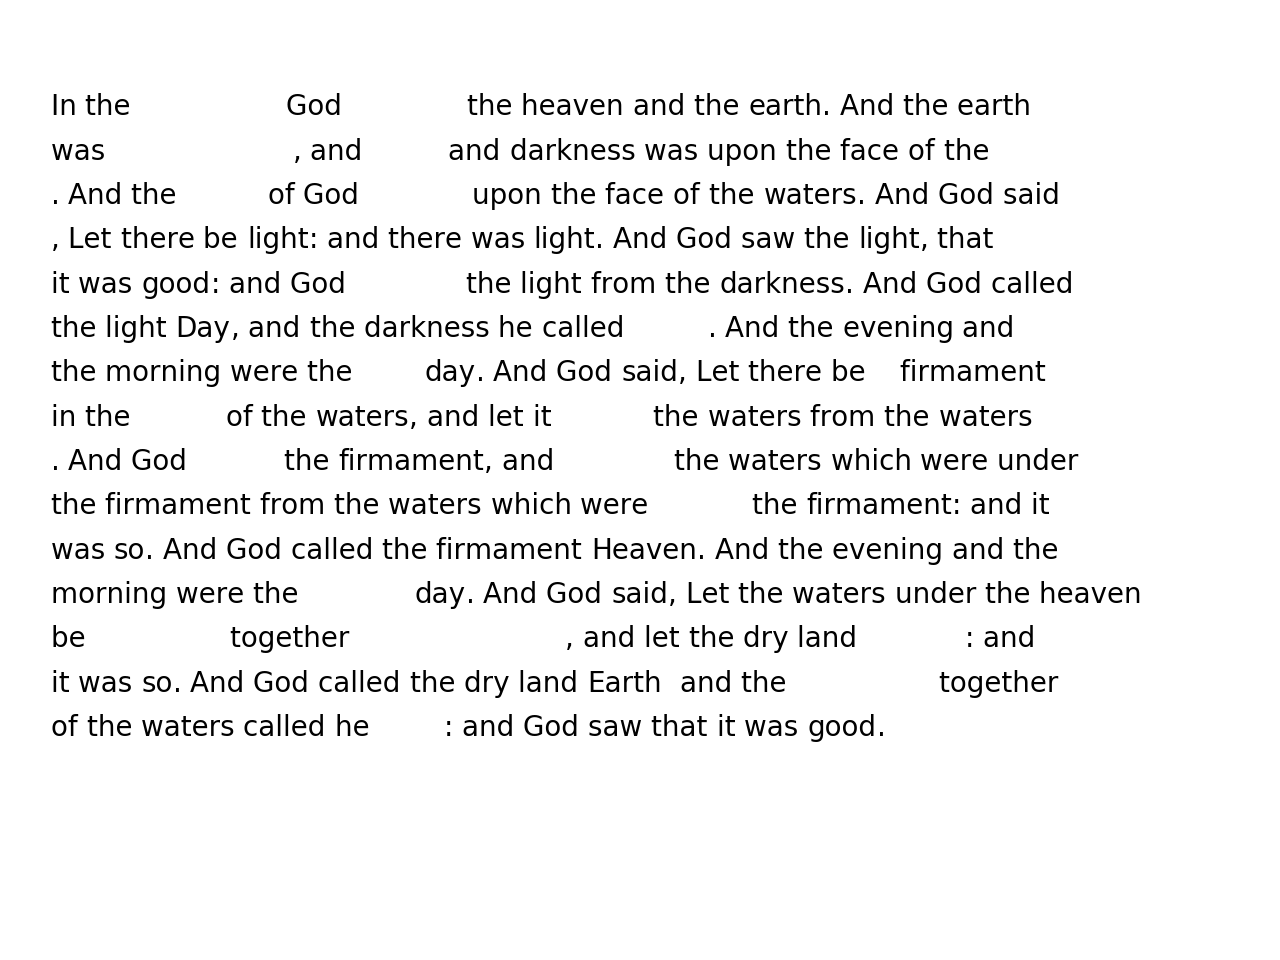 In the God the heaven and the earth. And the earth
was , and and darkness was upon the face of the
. And the of God upon the face of the waters. And God said
, Let there be light: and there was light. And God saw the light, that
it was good: and God the light from the darkness. And God called
the light Day, and the darkness he called . And the evening and
the morning were the day. And God said, Let there be firmament
in the of the waters, and let it the waters from the waters
. And God the firmament, and the waters which were under
the firmament from the waters which were the firmament: and it
was so. And God called the firmament Heaven. And the evening and the
morning were the day. And God said, Let the waters under the heaven
be together , and let the dry land : and
it was so. And God called the dry land Earth and the together
of the waters called he : and God saw that it was good.